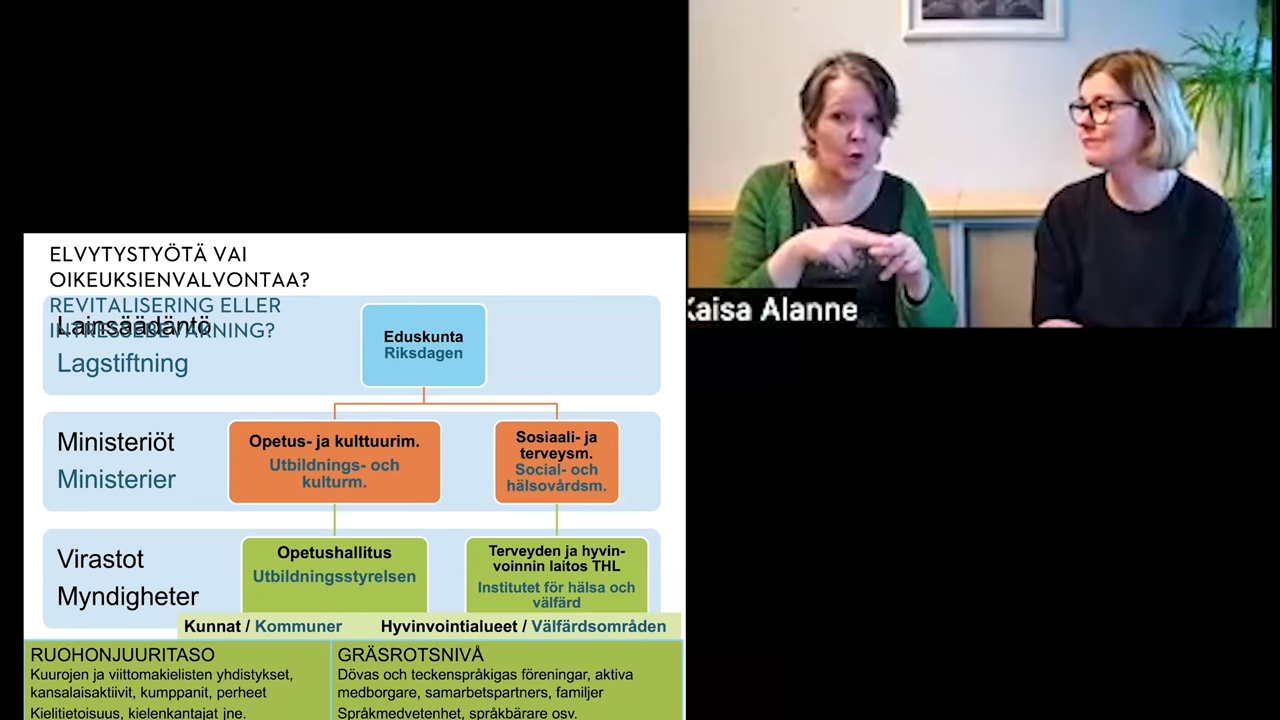 ELVYTYSTYÖTÄ VAI
OIKEUKSIENVALVONTAA?
REVITALISERING ELLER
INTRESSEBEVAKNING?
Lainsäädäntö
Lagstiftning
Eduskunta
Riksdagen
Ministeriöt
Ministerier
Opetus- ja kulttuurim.
Utbildnings- och
kulturm.
Sosiaali- ja
terveysm.
Social- och
hälsovårdsm.
Virastot
Myndigheter
Opetushallitus
Utbildningsstyrelsen
Terveyden ja hyvin-
voinnin laitos THL
Institutet för hälsa och
välfärd
Kunnat / Kommuner
Hyvinvointialueet / Välfärdsområden
RUOHONJUURITASO
Kuurojen ja viittomakielisten yhdistykset,
kansalaisaktiivit, kumppanit, perheet
Kielitietoisuus, kielenkantajat jne.
GRÄSROTSNIVÅ
Dövas och teckenspråkigas föreningar, aktiva
medborgare, samarbetspartners, familjer
Språkmedvetenhet, språkbärare osv.
Kaisa Alanne